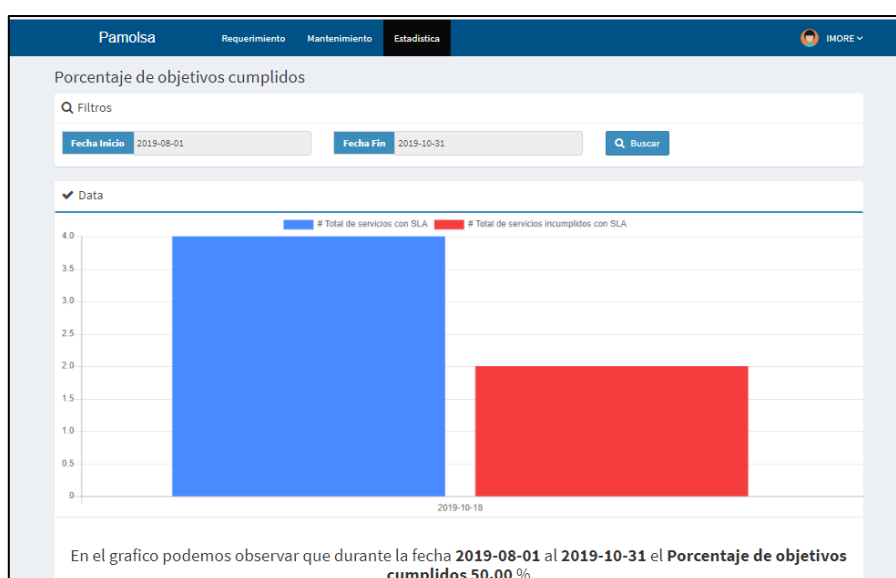 Pamolsa Requerimiento Mantenimiento Estadística IMORE
Porcentaje de objetivos cumplidos
Filtros
Fecha Inicio 2019-08-01 Fecha Fin 2019-10-31 Buscar
Data
# Total de servicios con SLA # Total de servicios incumplidos con SLA
4.0
3.5
3.0
2.5
2.0
1.5
1.0
0.5
0
2019-10-18
En el grafico podemos observar que durante la fecha 2019-08-01 al 2019-10-31 el Porcentaje de objetivos
cumplidos 50.00 %